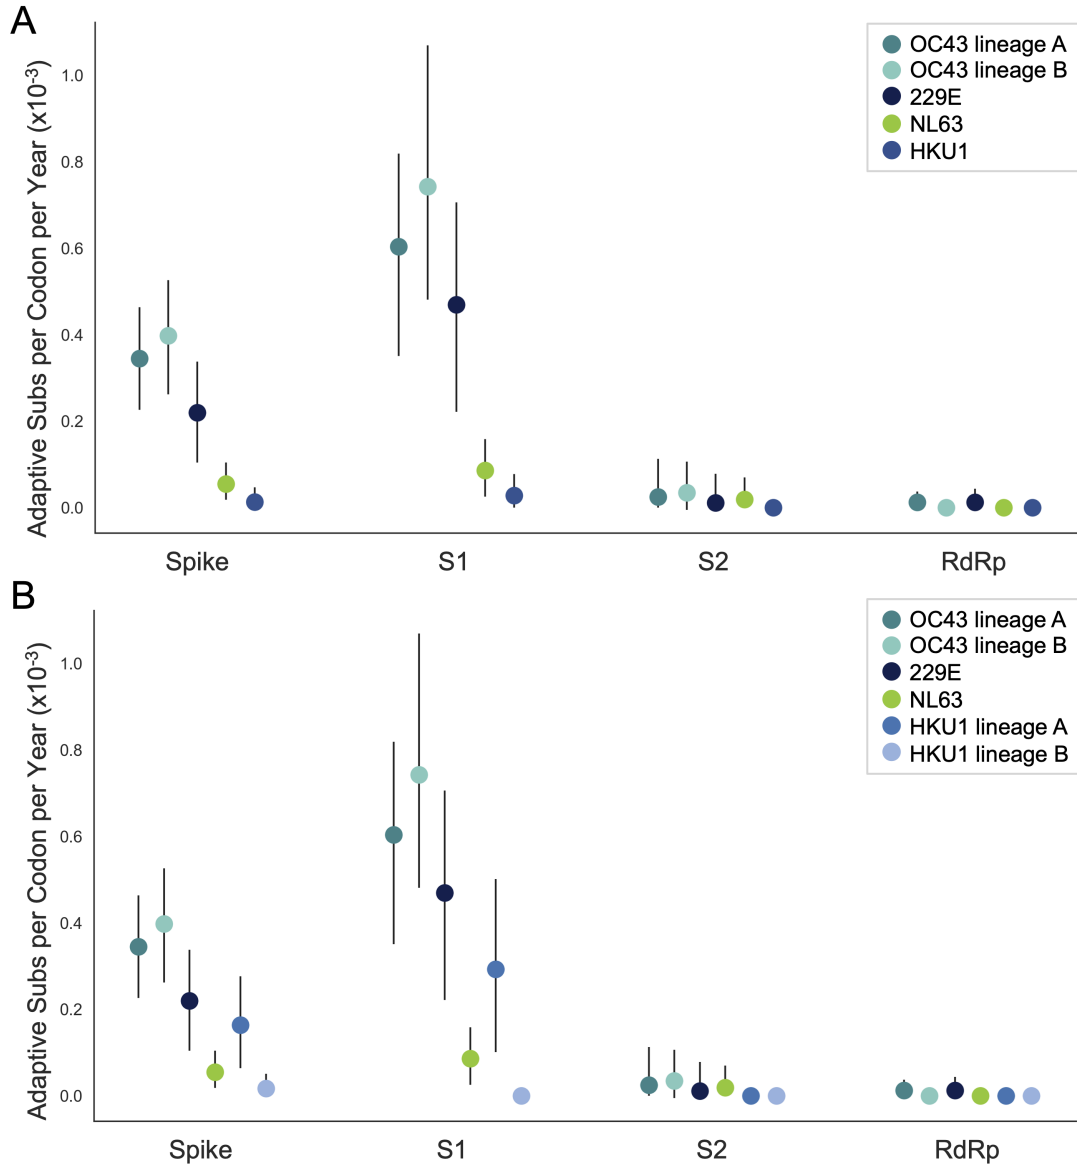 A
Adaptive Subs per Codon per Year (x10-3)
1.0
0.8
0.6
0.4
0.2
0.0
Spike S1 S2 RdRp
OC43 lineage A
OC43 lineage B
229E
NL63
HKU1
B
Adaptive Subs per Codon per Year (x10-3)
1.0
0.8
0.6
0.4
0.2
0.0
Spike S1 S2 RdRp
OC43 lineage A
OC43 lineage B
229E
NL63
HKU1 lineage A
HKU1 lineage B